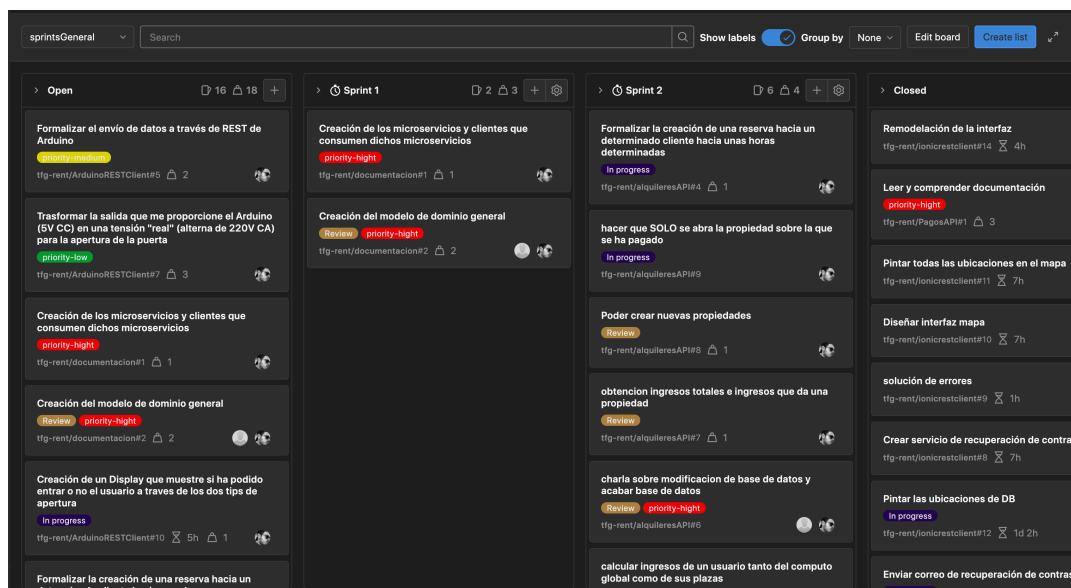 sprintsGeneral
Search
Show labels
Group by
None
Edit board
Create list
Open
16
18
Formalizar el envío de datos a través de REST de
Arduino
priority-medium
tfg-rent/ArduinoRESTClient#5
2
Trasformar la salida que me proporcione el Arduino
(5V CC) en una tensión "real" (alterna de 220V CA)
para la apertura de la puerta
priority-low
tfg-rent/ArduinoRESTClient#7
3
Creación de los microservicios y clientes que
consumen dichos microservicios
priority-hight
tfg-rent/documentacion#1
1
Creación del modelo de dominio general
Review
priority-hight
tfg-rent/documentacion#2
2
Creación de un Display que muestre si ha podido
entrar o no el usuario a traves de los dos tips de
apertura
In progress
tfg-rent/ArduinoRESTClient#10
5h
1
Formalizar la creación de una reserva hacia un
Sprint 1
2
3
Creación de los microservicios y clientes que
consumen dichos microservicios
priority-hight
tfg-rent/documentacion#1
1
Creación del modelo de dominio general
Review
priority-hight
tfg-rent/documentacion#2
2
Sprint 2
6
4
Formalizar la creación de una reserva hacia un
determinado cliente hacia unas horas
determinadas
In progress
tfg-rent/alquileresAPI#4
1
hacer que SOLO se abra la propiedad sobre la que
se ha pagado
In progress
tfg-rent/alquileresAPI#9
Poder crear nuevas propiedades
Review
tfg-rent/alquileresAPI#8
1
obtencion ingresos totales e ingresos que da una
propiedad
Review
tfg-rent/alquileresAPI#7
1
charla sobre modificacion de base de datos y
acabar base de datos
Review
priority-hight
tfg-rent/alquileresAPI#6
calcular ingresos de un usuario tanto del computo
global como de sus plazas
Closed
Remodelación de la interfaz
tfg-rent/ionicrestclient#14
4h
Leer y comprender documentación
priority-hight
tfg-rent/PagosAPI#1
3
Pintar todas las ubicaciones en el mapa
tfg-rent/ionicrestclient#11
7h
Diseñar interfaz mapa
tfg-rent/ionicrestclient#10
7h
solución de errores
tfg-rent/ionicrestclient#9
1h
Crear servicio de recuperación de contra
tfg-rent/ionicrestclient#8
7h
Pintar las ubicaciones de DB
In progress
tfg-rent/ionicrestclient#12
1d 2h
Enviar correo de recuperación de contras